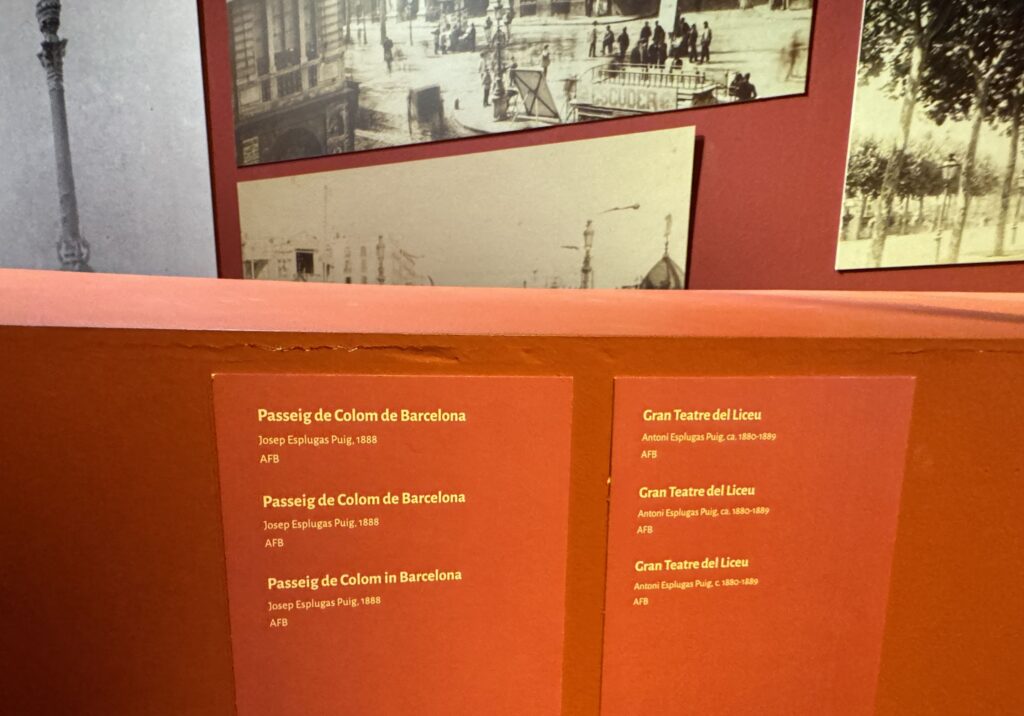 CUDER
Passeig de Colom de Barcelona
Josep Esplugas Puig, 1888
AFB
Passeig de Colom de Barcelona
Josep Esplugas Puig, 1888
AFB
Passeig de Colom in Barcelona
Josep Esplugas Puig, 1888
AFB
Gran Teatre del Liceu
Antoni Esplugas Puig, ca. 1880-1889
AFB
Gran Teatre del Liceu
Antoni Esplugas Puig, ca. 1880-1889
AFB
Gran Teatre del Liceu
Antoni Esplugas Puig, c. 1880-1889
AFB